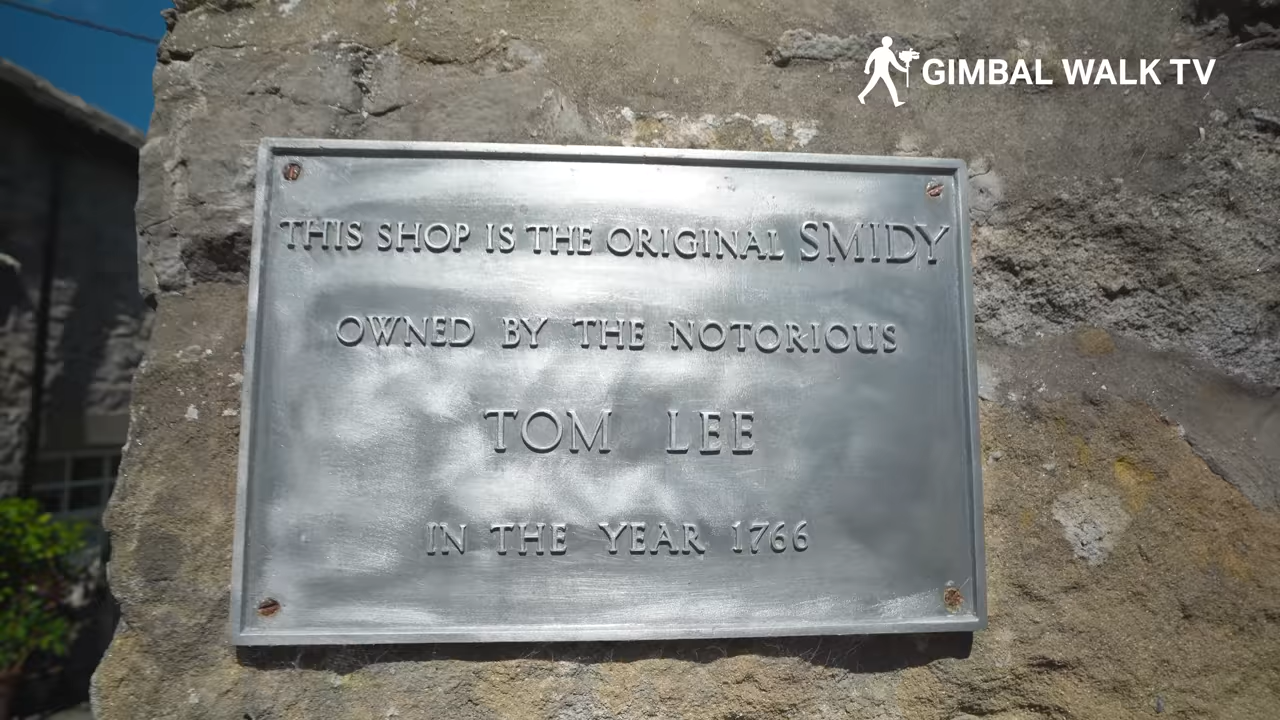 GIMBAL WALK TV
THIS SHOP IS THE ORIGINAL SMIDY
OWNED BY THE NOTORIOUS
TOM LEE
IN THE YEAR 1766